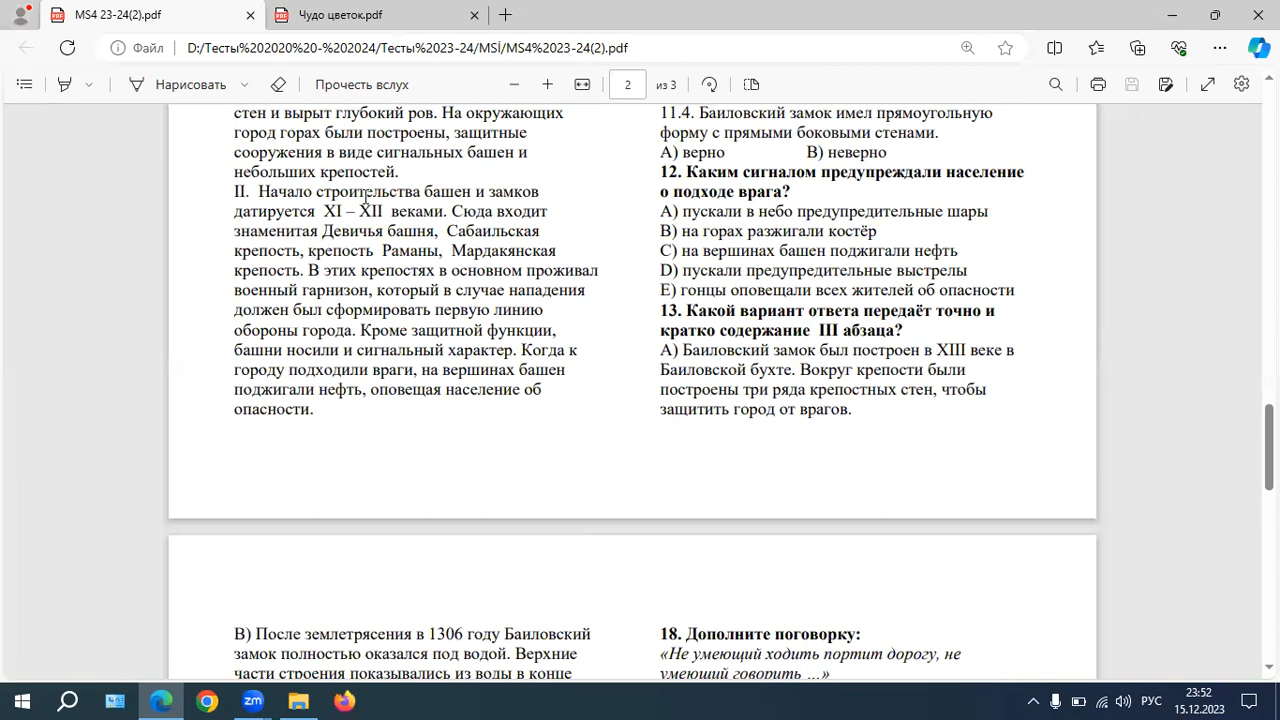 MS4 23-24(2).pdf
Чудо цветок.pdf
Файл
D:/Тесты%202020%20-%202024/Тесты%2023-24/MSİ/MS4%2023-24(2).pdf
Нарисовать
Прочесть вслух
2
из 3
стен и вырыт глубокий ров. На окружающих
город горах были построены, защитные
сооружения в виде сигнальных башен и
небольших крепостей.
II. Начало строительства башен и замков
датируется XI – XII веками. Сюда входит
знаменитая Девичья башня, Сабаильская
крепость, крепость Раманы, Мардакянская
крепость. В этих крепостях в основном проживал
военный гарнизон, который в случае нападения
должен был сформировать первую линию
обороны города. Кроме защитной функции,
башни носили и сигнальный характер. Когда к
городу подходили враги, на вершинах башен
поджигали нефть, оповещая население об
опасности.
11.4. Баиловский замок имел прямоугольную
форму с прямыми боковыми стенами.
А) верно В) неверно
12. Каким сигналом предупреждали население
о подходе врага?
А) пускали в небо предупредительные шары
В) на горах разжигали костёр
С) на вершинах башен поджигали нефть
D) пускали предупредительные выстрелы
Е) гонцы оповещали всех жителей об опасности
13. Какой вариант ответа передаёт точно и
кратко содержание III абзаца?
А) Баиловский замок был построен в XIII веке в
Баиловской бухте. Вокруг крепости были
построены три ряда крепостных стен, чтобы
защитить город от врагов.
В) После землетрясения в 1306 году Баиловский
замок полностью оказался под водой. Верхние
части строения показывались из воды в конце
18. Дополните поговорку:
«Не умеющий ходить портит дорогу, не
умеющий говорить ...»
zm
РУС
23:52
15.12.2023